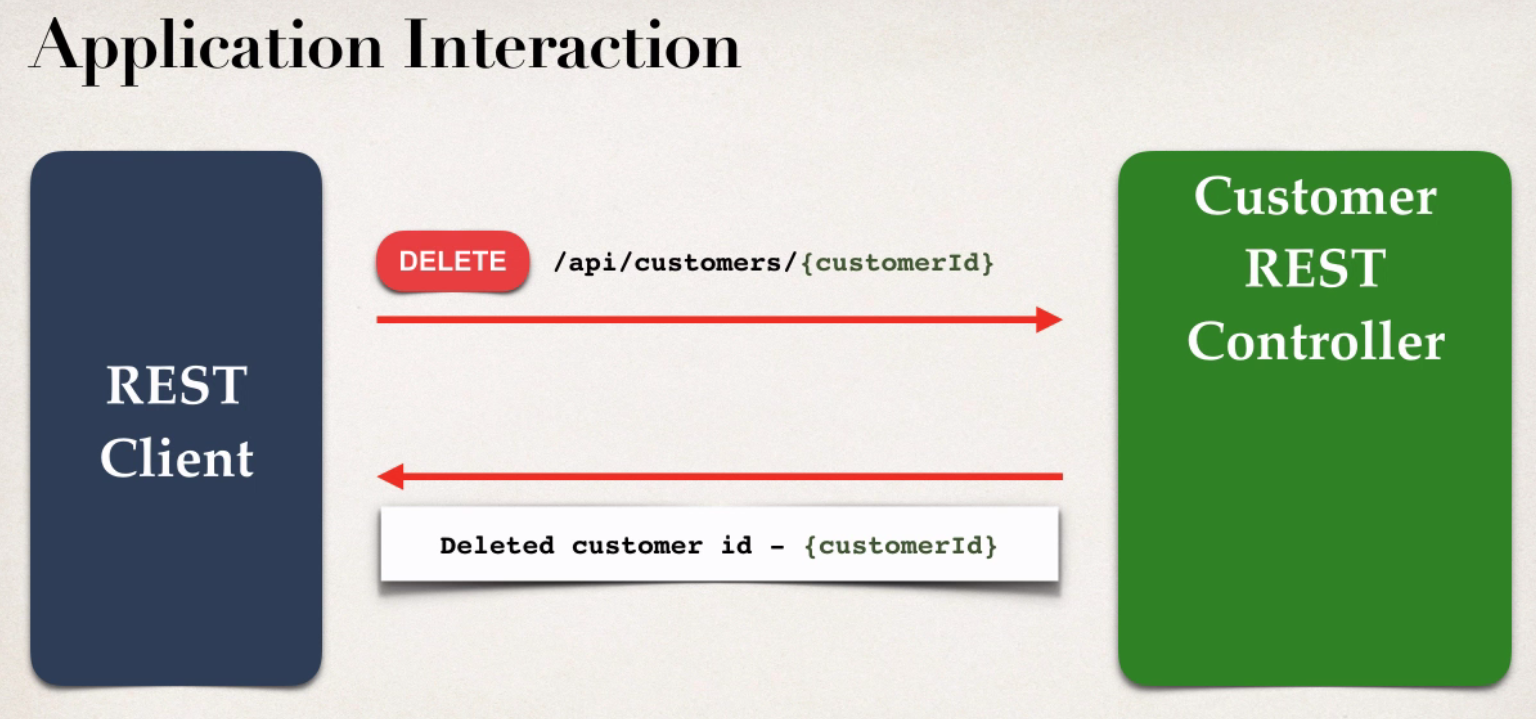 Application Interaction
REST
Client
DELETE /api/customers/{customerId}
Deleted customer id - {customerId}
Customer
REST
Controller